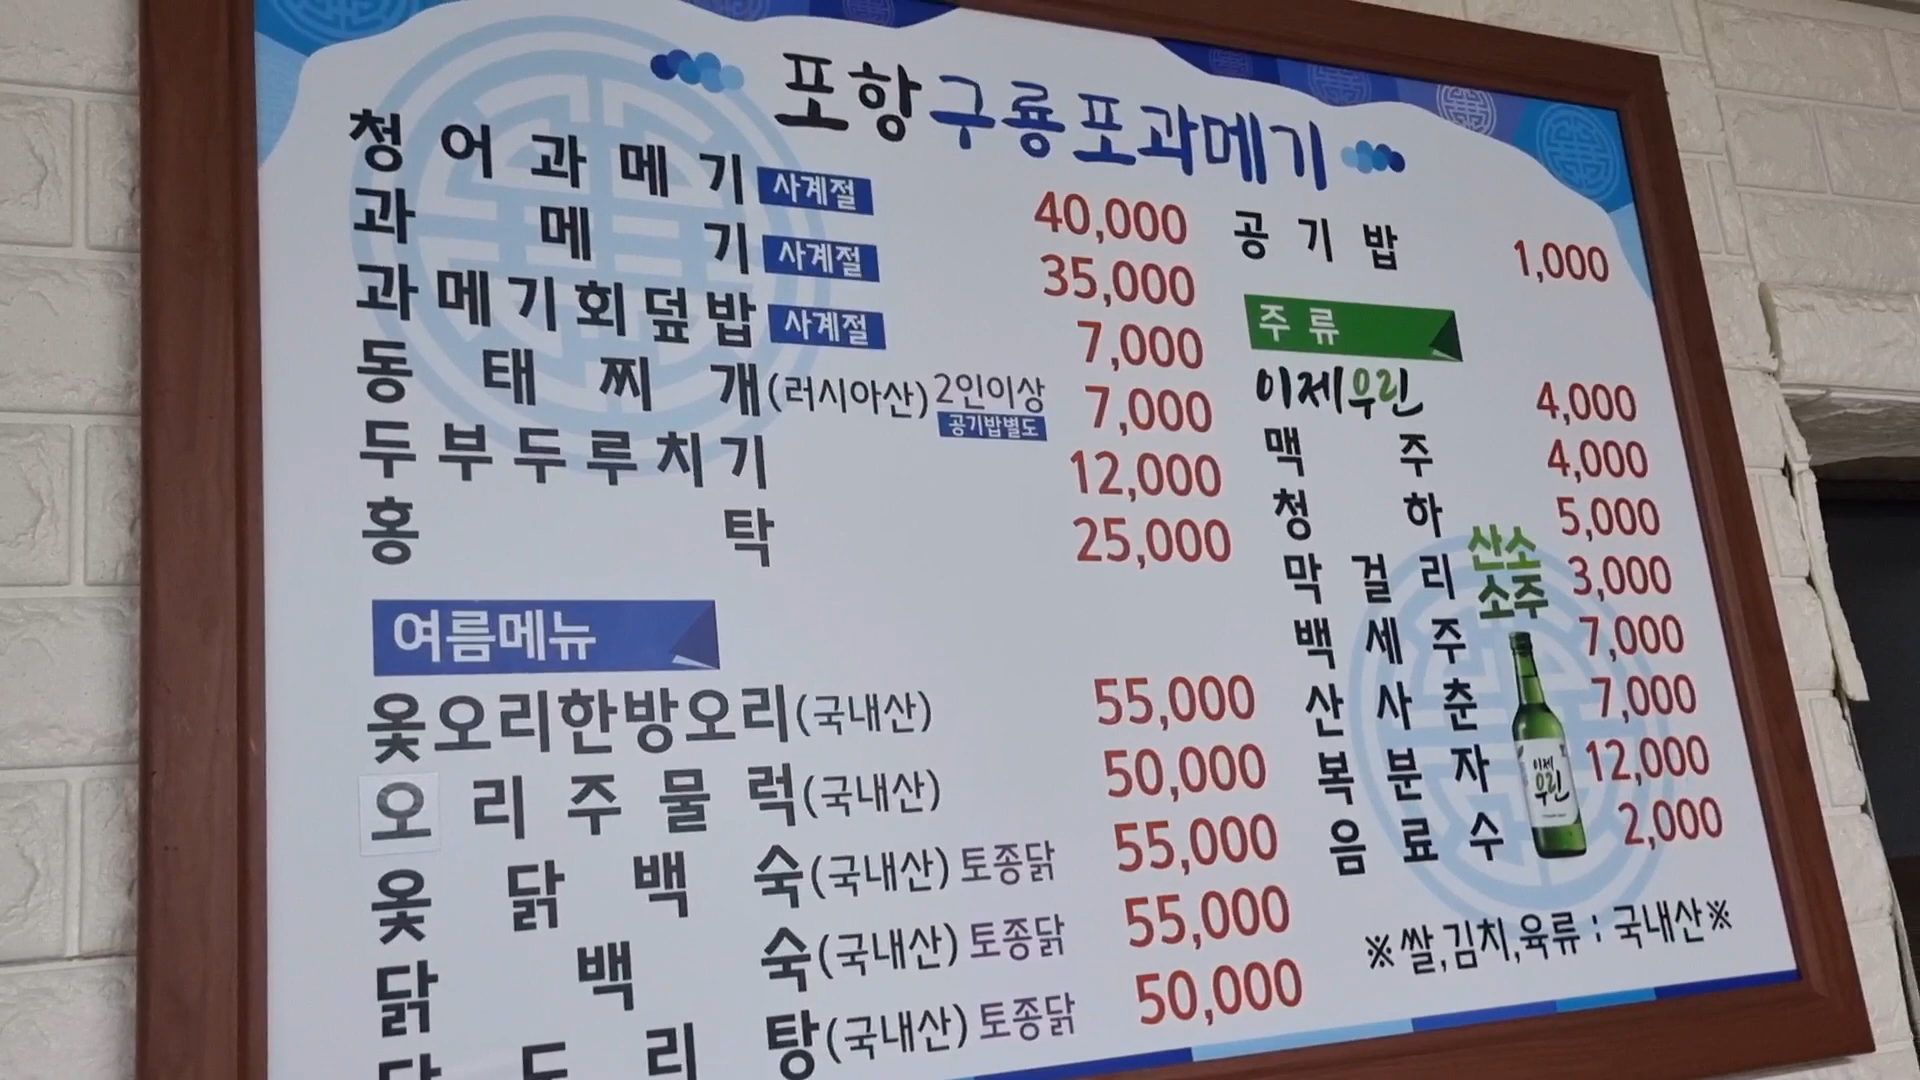 포항구룡포과메기
청어과메기 사계절 40,000
과메기 사계절 35,000
과메기회덮밥 사계절 7,000
동태찌개(러시아산) 2인이상 공기밥별도 7,000
두부두루치기 12,000
홍탁 25,000
여름메뉴
옻오리한방오리(국내산) 55,000
오리주물럭(국내산) 50,000
옻닭백숙(국내산) 토종닭 55,000
닭백숙(국내산) 토종닭 55,000
닭도리탕(국내산) 토종닭 50,000
공기밥 1,000
주류
이제우린 4,000
맥주 4,000
청하 5,000
막걸리 3,000
백세주 7,000
산사춘 7,000
복분자 12,000
음료수 2,000
산소
소주
이제
우린
※쌀,김치,육류 : 국내산※